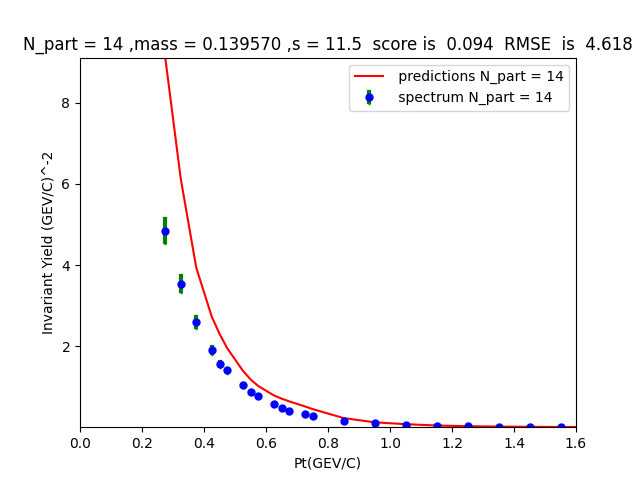 N_part = 14 ,mass = 0.139570 ,s = 11.5  score is  0.094  RMSE  is  4.618
predictions N_part = 14
spectrum N_part = 14
Invariant Yield (GEV/C)^-2
8
6
4
2
0.0 0.2 0.4 0.6 0.8 1.0 1.2 1.4 1.6
Pt(GEV/C)